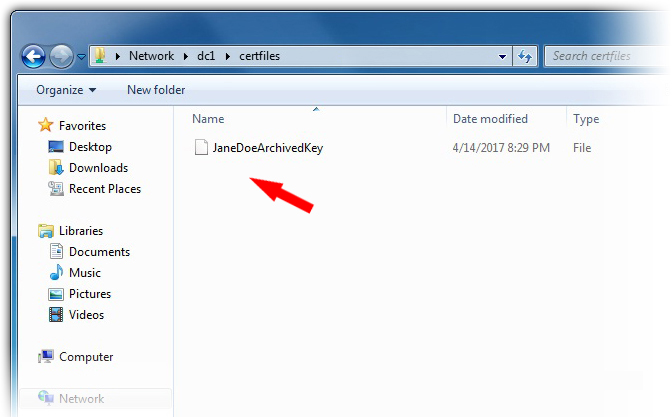 Network dc1 certfiles
Search certfiles
Organize New folder
Name Date modified Type
JaneDoeArchivedKey 4/14/2017 8:29 PM File
Favorites
Desktop
Downloads
Recent Places
Libraries
Documents
Music
Pictures
Videos
Computer
Network